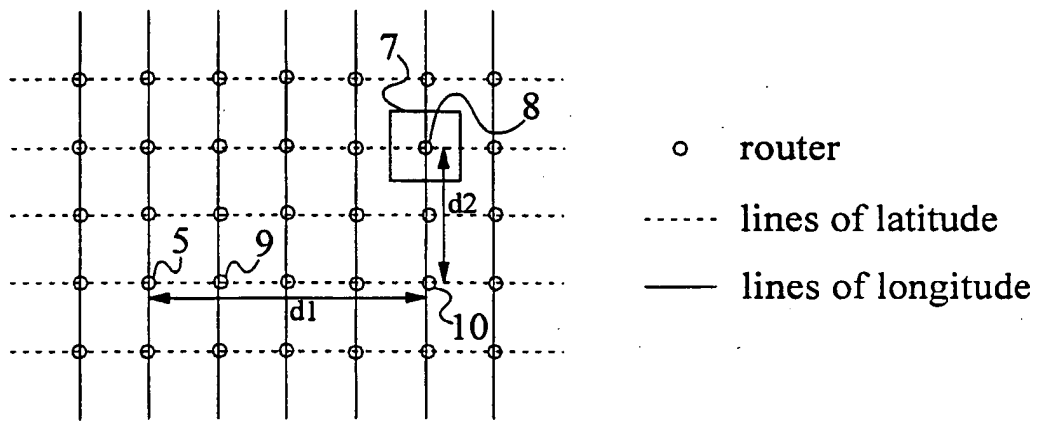 7
8
d2
5
9
d1
10
router
lines of latitude
lines of longitude